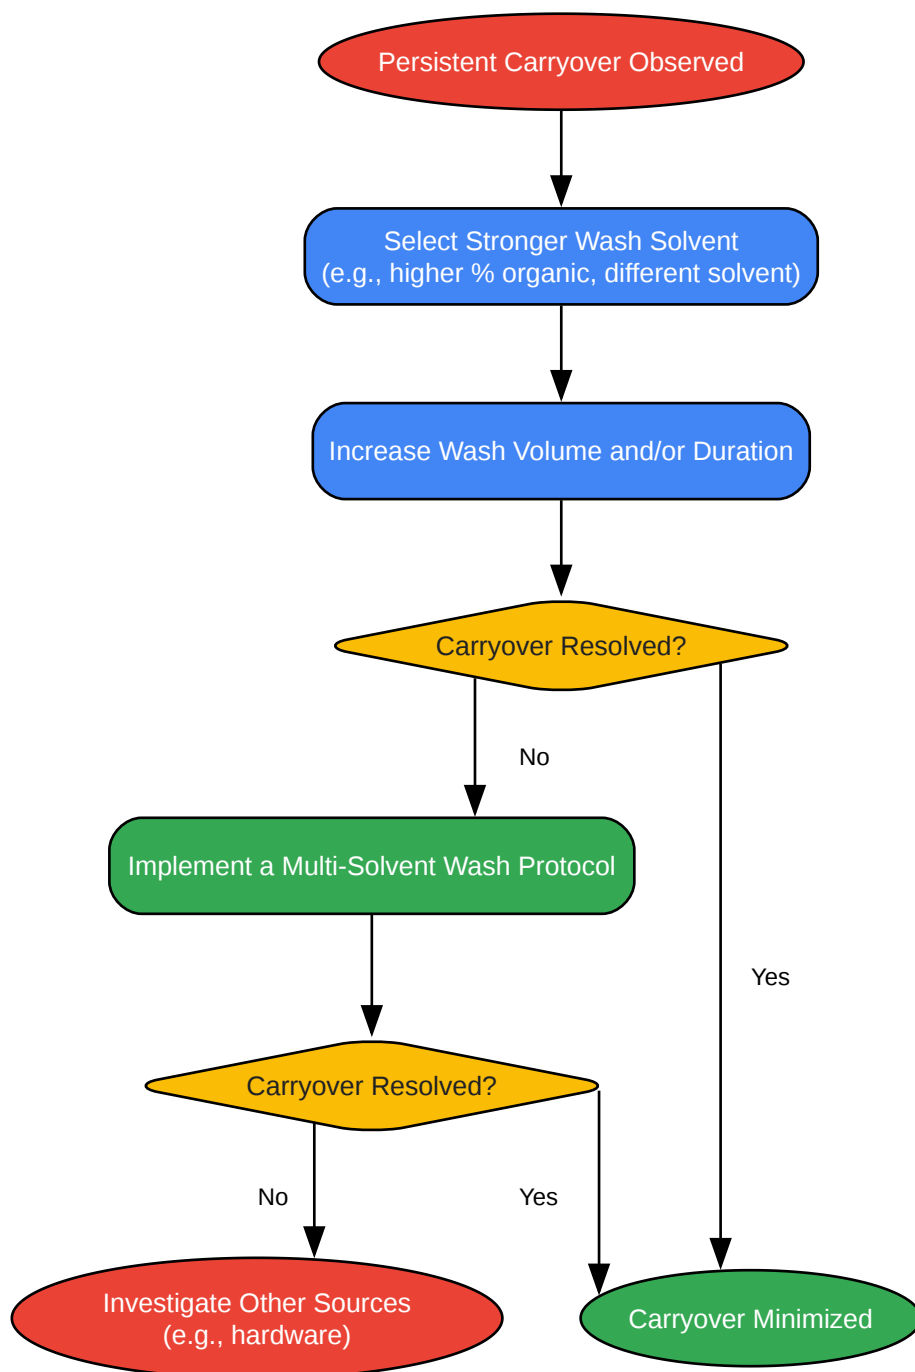 Persistent Carryover Observed
Select Stronger Wash Solvent
(e.g., higher % organic, different solvent)
Increase Wash Volume and/or Duration
Carryover Resolved?
No
Implement a Multi-Solvent Wash Protocol
Yes
Carryover Resolved?
No
Yes
Investigate Other Sources
(e.g., hardware)
Carryover Minimized